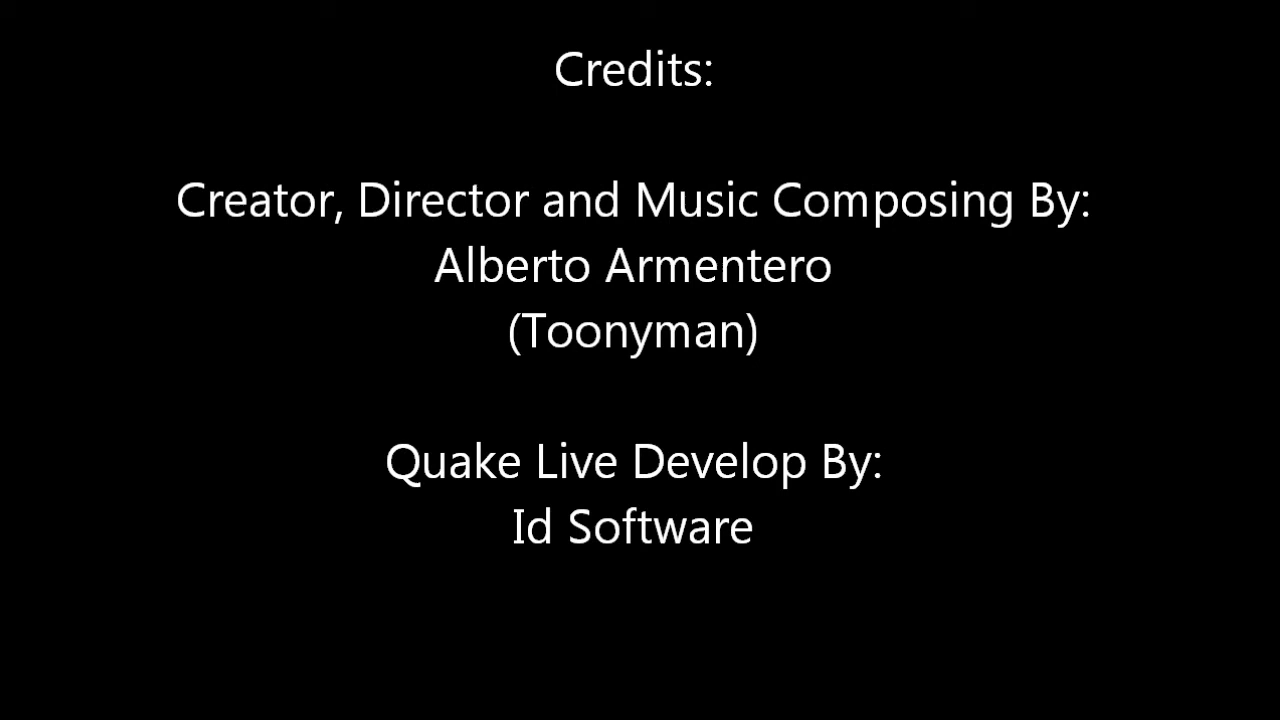 Credits:
Creator, Director and Music Composing By:
Alberto Armentero
(Toonyman)
Quake Live Develop By:
Id Software